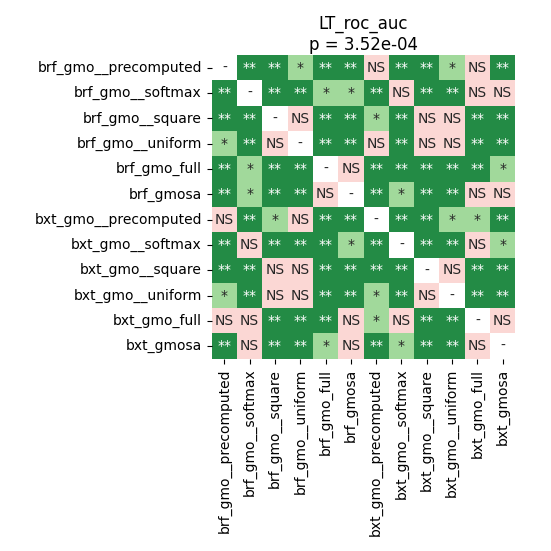 LT_roc_auc
p = 3.52e-04
brf_gmo__precomputed - ** ** * ** ** NS ** ** * NS **
brf_gmo__softmax ** - ** ** * * ** NS ** ** NS NS
brf_gmo__square ** ** - NS ** ** * ** NS NS ** **
brf_gmo__uniform * ** NS - ** ** NS ** NS NS ** **
brf_gmo_full ** * ** ** - NS ** ** ** ** ** *
brf_gmosa ** * ** ** NS - ** * ** ** NS NS
bxt_gmo__precomputed NS ** * NS ** ** - ** ** * * **
bxt_gmo__softmax ** NS ** ** ** * ** - ** ** NS *
bxt_gmo__square ** ** NS NS ** ** ** ** - NS ** **
bxt_gmo__uniform * ** NS NS ** ** * ** NS - ** **
bxt_gmo_full NS NS ** ** ** NS * NS ** ** - NS
bxt_gmosa ** NS ** ** * NS ** * ** ** NS -
brf_gmo__precomputed
brf_gmo__softmax
brf_gmo__square
brf_gmo__uniform
brf_gmo_full
brf_gmosa
bxt_gmo__precomputed
bxt_gmo__softmax
bxt_gmo__square
bxt_gmo__uniform
bxt_gmo_full
bxt_gmosa